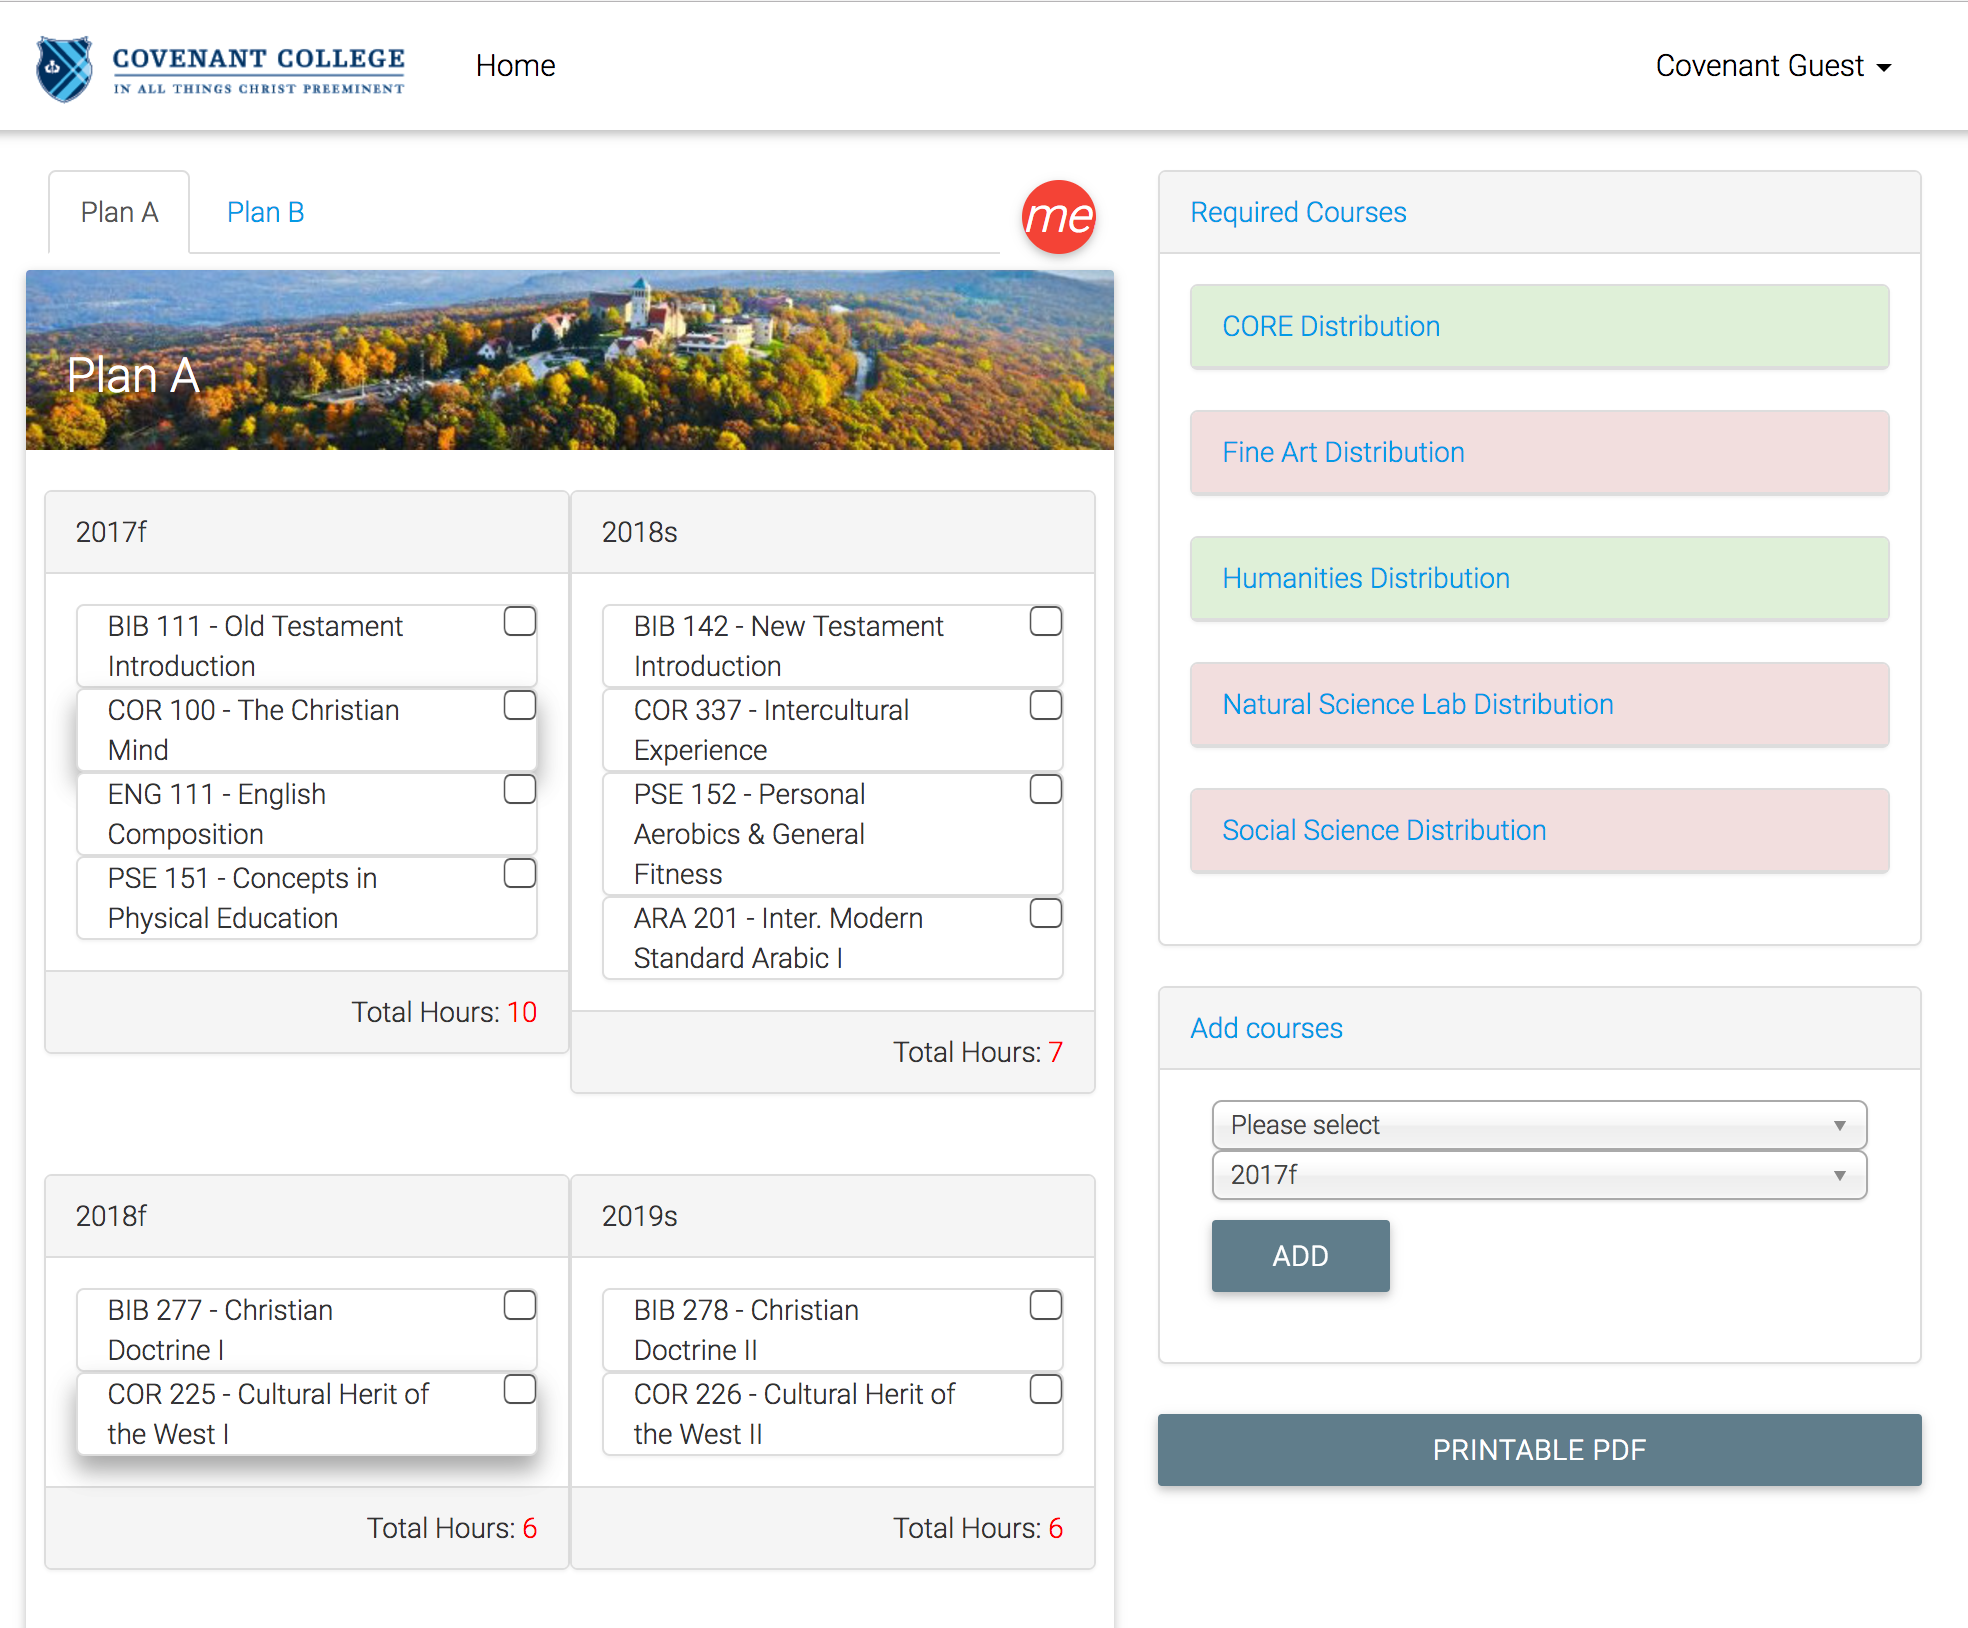 COVENANT COLLEGE
IN ALL THINGS CHRIST PREEMINENT
Home
Covenant Guest
Plan A
Plan B
me
Plan A
2017f
BIB 111 - Old Testament
Introduction
COR 100 - The Christian
Mind
ENG 111 - English
Composition
PSE 151 - Concepts in
Physical Education
Total Hours: 10
2018s
BIB 142 - New Testament
Introduction
COR 337 - Intercultural
Experience
PSE 152 - Personal
Aerobics & General
Fitness
ARA 201 - Inter. Modern
Standard Arabic I
Total Hours: 7
2018f
BIB 277 - Christian
Doctrine I
COR 225 - Cultural Herit of
the West I
Total Hours: 6
2019s
BIB 278 - Christian
Doctrine II
COR 226 - Cultural Herit of
the West II
Total Hours: 6
Required Courses
CORE Distribution
Fine Art Distribution
Humanities Distribution
Natural Science Lab Distribution
Social Science Distribution
Add courses
Please select
2017f
ADD
PRINTABLE PDF